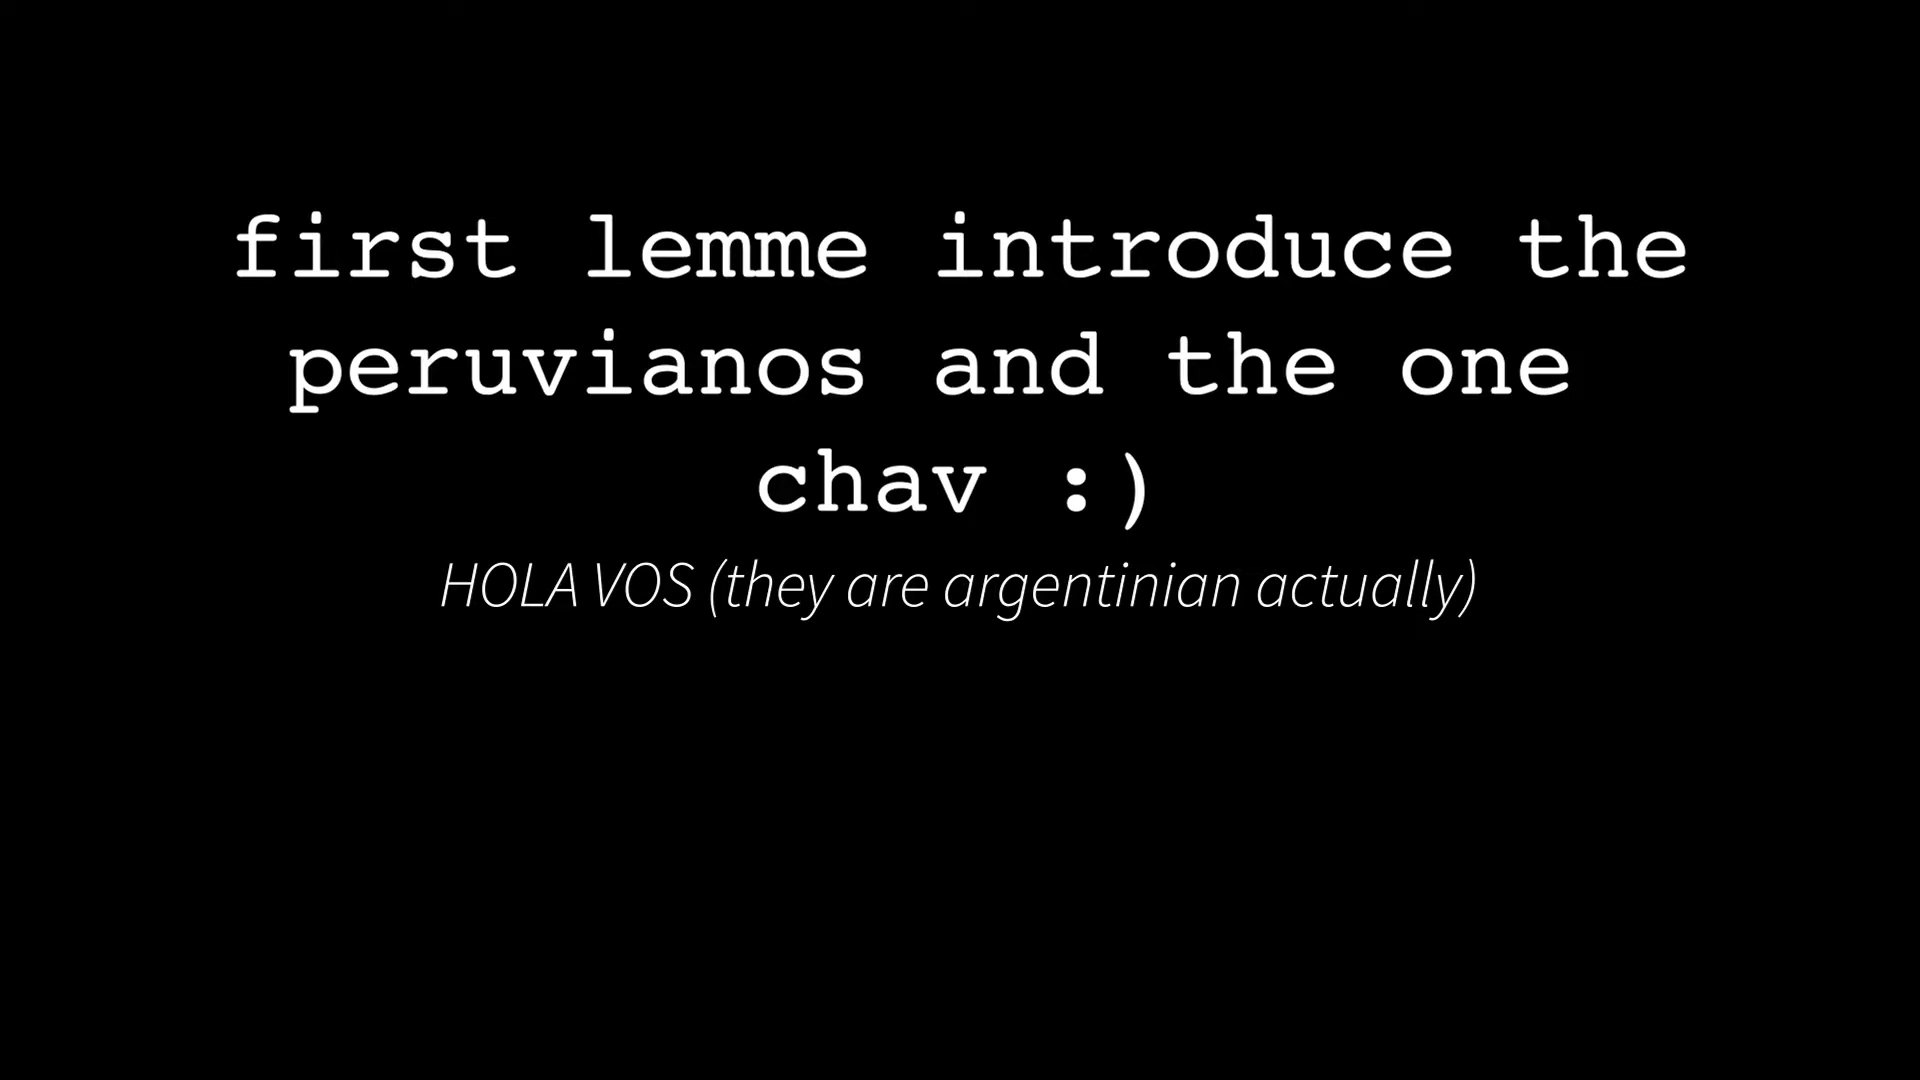 first lemme introduce the
peruvianos and the one
chav :)
HOLA VOS (they are argentinian actually)